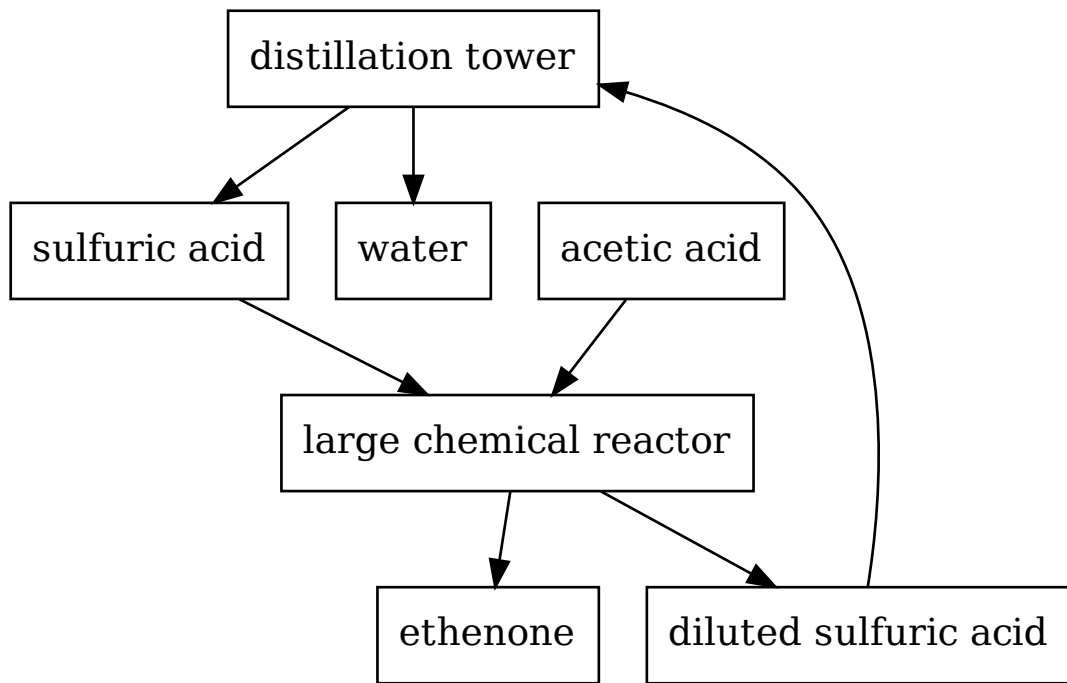 distillation tower
sulfuric acid
water
acetic acid
large chemical reactor
ethenone
diluted sulfuric acid